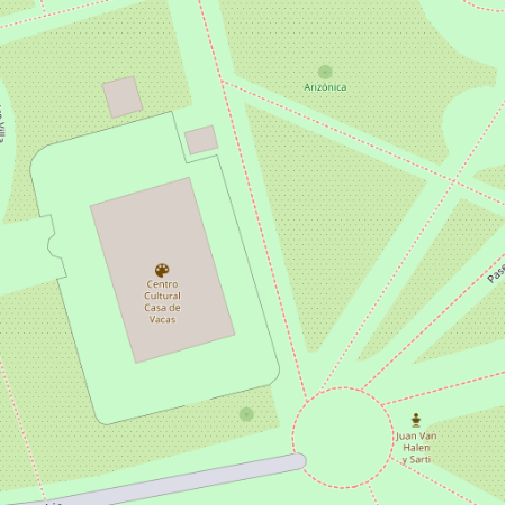 Arizónica
Centro
Cultural
Casa de
Vacas
Juan Van
Halen
y Sarti